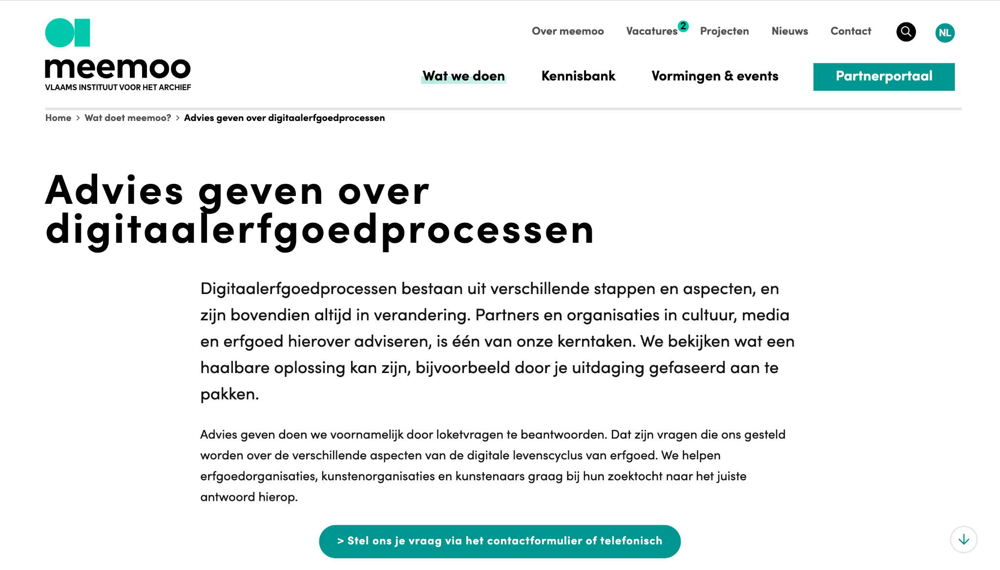 Over meemoo
Vacatures 2
Projecten
Nieuws
Contact
NL
meemoo
VLAAMS INSTITUUT VOOR HET ARCHIEF
Wat we doen
Kennisbank
Vormingen & events
Partnerportaal
Home > Wat doet meemoo? > Advies geven over digitaalerfgoedprocessen
Advies geven over
digitaalerfgoedprocessen
Digitaalerfgoedprocessen bestaan uit verschillende stappen en aspecten, en
zijn bovendien altijd in verandering. Partners en organisaties in cultuur, media
en erfgoed hierover adviseren, is één van onze kerntaken. We bekijken wat een
haalbare oplossing kan zijn, bijvoorbeeld door je uitdaging gefaseerd aan te
pakken.
Advies geven doen we voornamelijk door loketvragen te beantwoorden. Dat zijn vragen die ons gesteld
worden over de verschillende aspecten van de digitale levenscyclus van erfgoed. We helpen
erfgoedorganisaties, kunstenorganisaties en kunstenaars graag bij hun zoektocht naar het juiste
antwoord hierop.
> Stel ons je vraag via het contactformulier of telefonisch